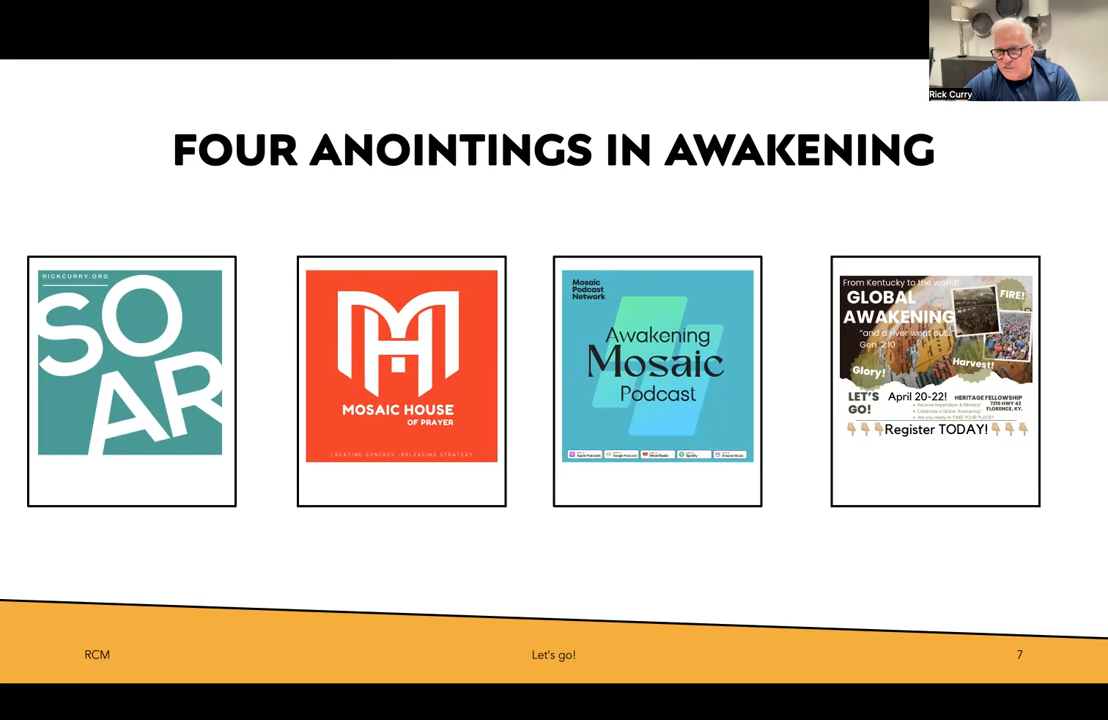 Rick Curry
FOUR ANOINTINGS IN AWAKENING
RICKCURRY.ORG
SO
AR
MH
MOSAIC HOUSE
OF PRAYER
CREATING SYNERGY -RELEASING STRATEGY
Mosaic
Podcast
Network
Awakening
Mosaic
Podcast
Apple Podcasts
Google Podcasts
iHeartRadio
Spotify
Amazon Music
From Kentucky to the world!
GLOBAL
AWAKENING
"and a river went out...
Gen. 2:10
FIRE!
Harvest!
Glory!
LET'S
GO!
April 20-22!
HERITAGE FELLOWSHIP
7216 HWY 42
FLORENCE, KY.
• Receive Impartation & Ministry!
• Celebrate a Global Awakening!
• Are you ready to TAKE YOUR PLACE?
Register TODAY!
RCM
Let's go!
7